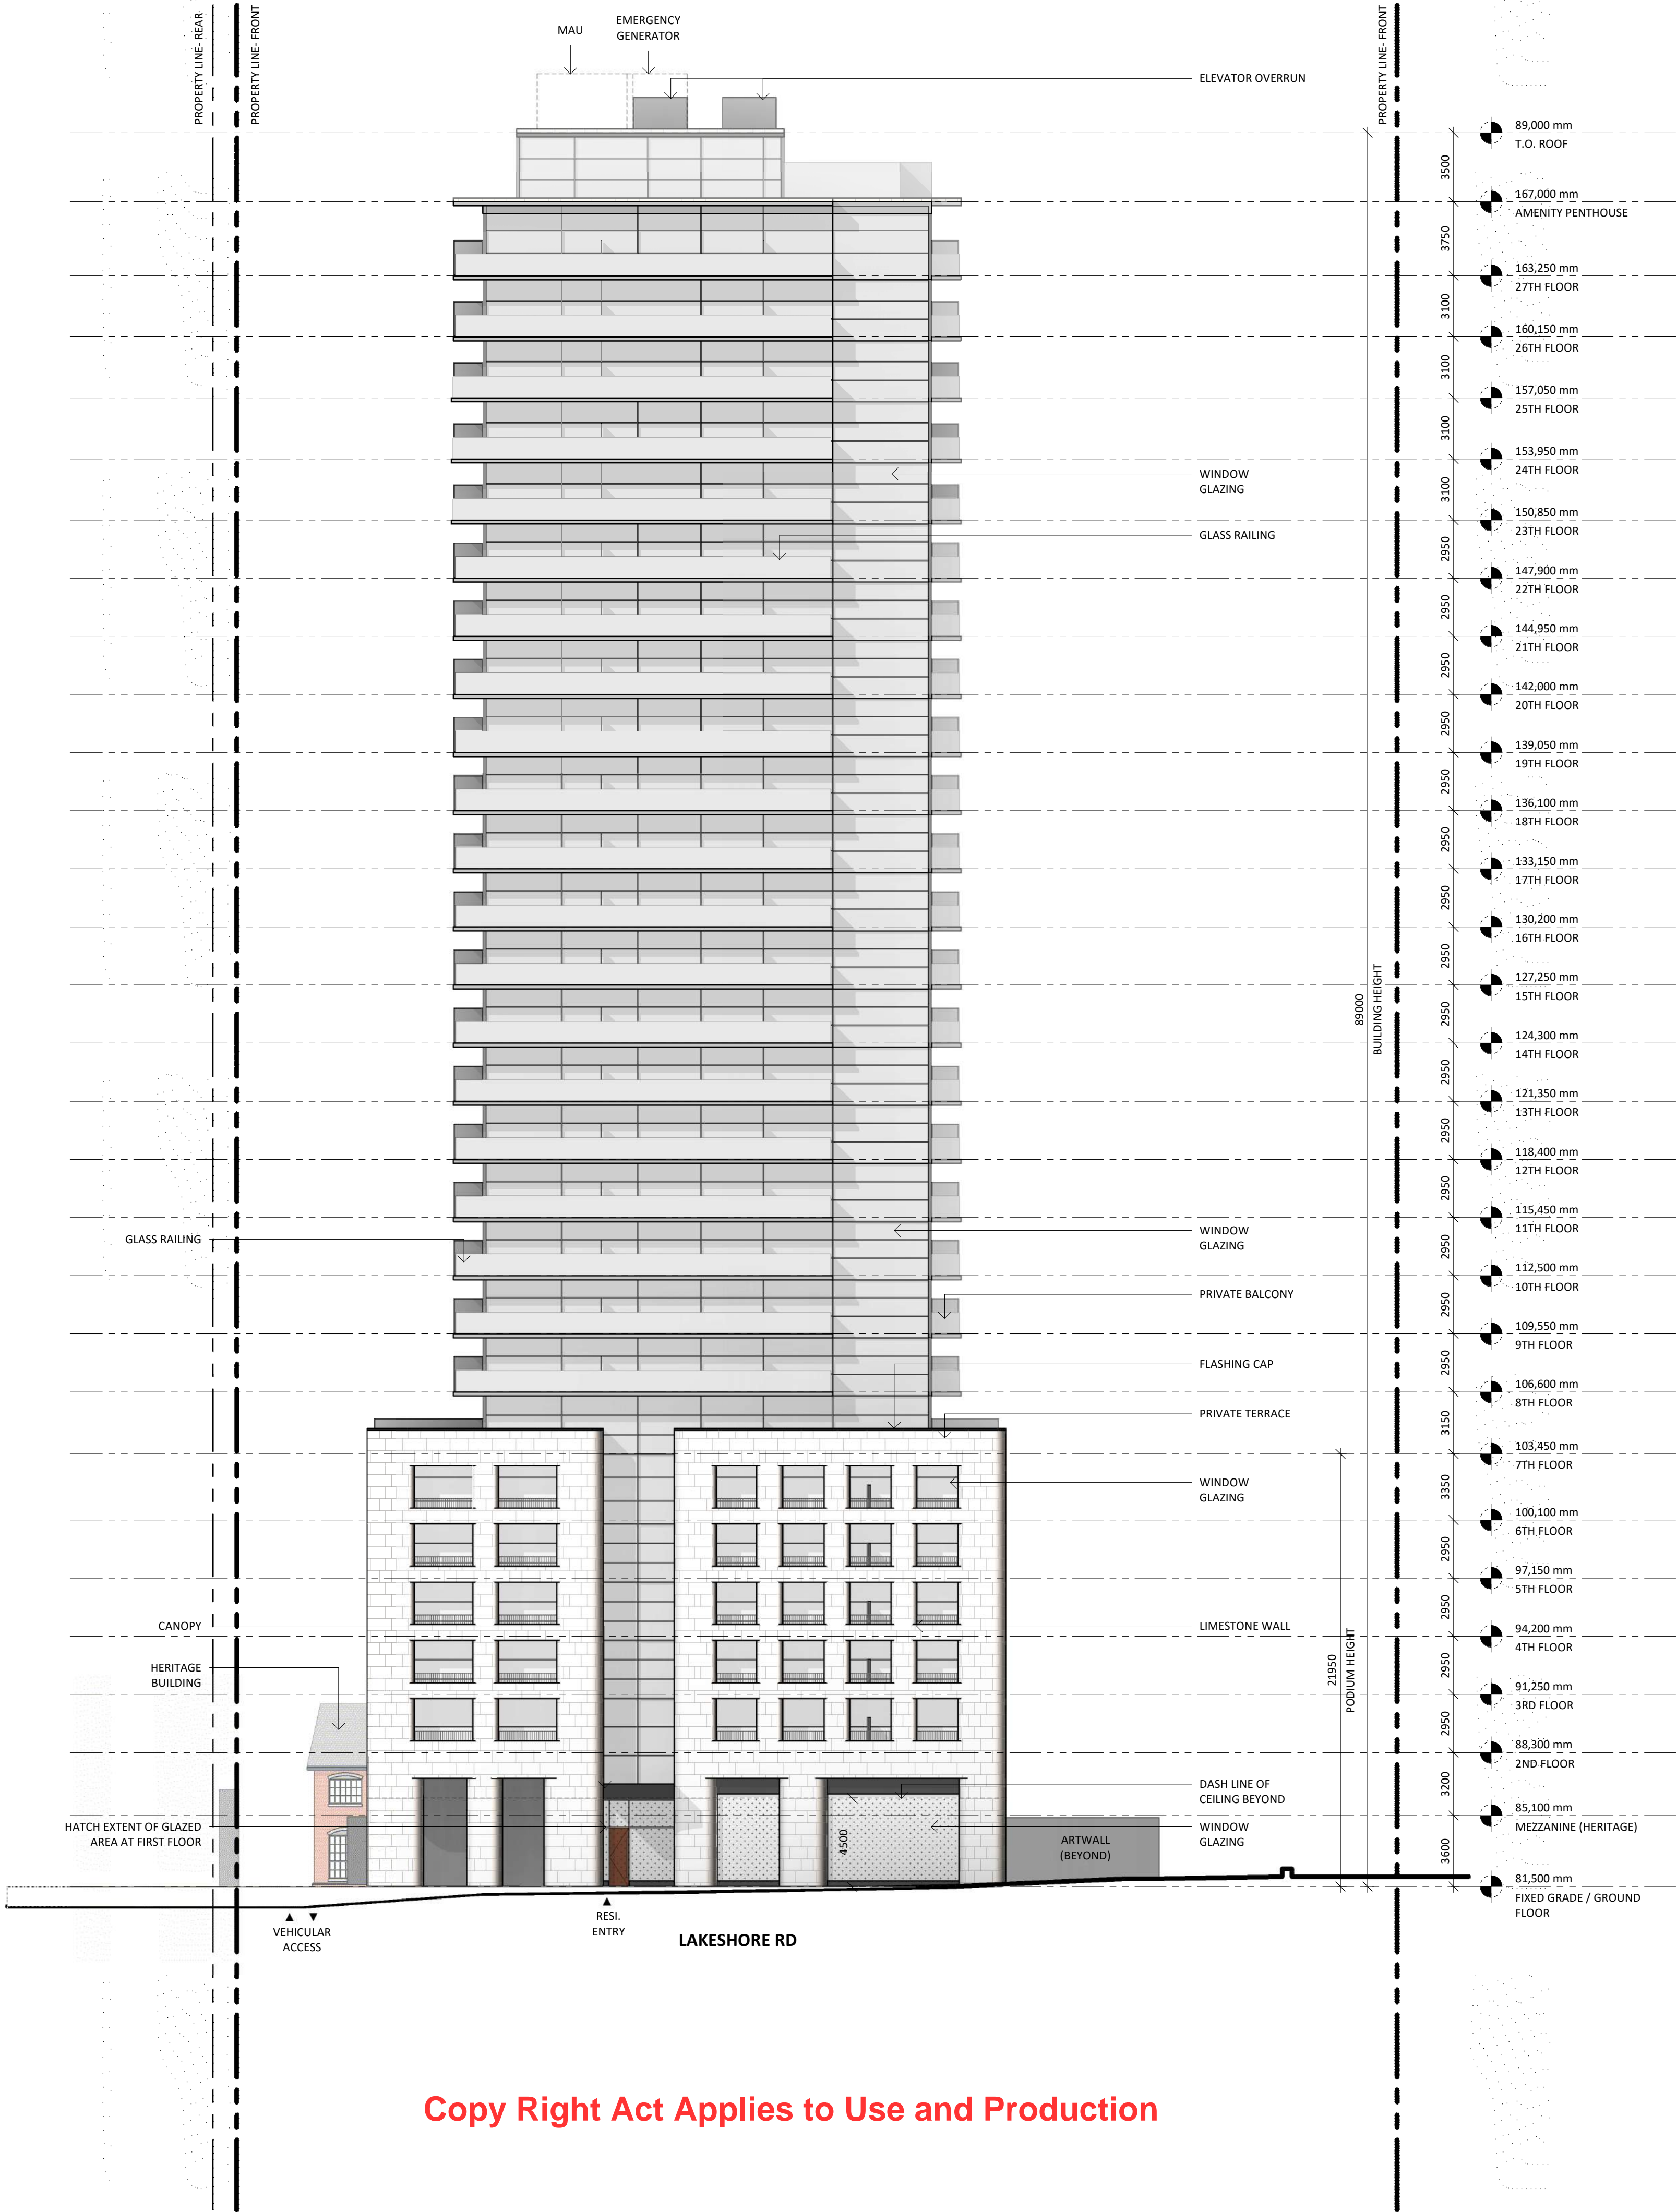 PROPERTY LINE- REAR
PROPERTY LINE- FRONT
MAU
EMERGENCY
GENERATOR
ELEVATOR OVERRUN
PROPERTY LINE- FRONT
89,000 mm
T.O. ROOF
3500
167,000 mm
AMENITY PENTHOUSE
3750
163,250 mm
27TH FLOOR
3100
160,150 mm
26TH FLOOR
3100
157,050 mm
25TH FLOOR
3100
153,950 mm
24TH FLOOR
WINDOW
GLAZING
3100
150,850 mm
23TH FLOOR
GLASS RAILING
2950
147,900 mm
22TH FLOOR
2950
144,950 mm
21TH FLOOR
2950
142,000 mm
20TH FLOOR
2950
139,050 mm
19TH FLOOR
2950
136,100 mm
18TH FLOOR
2950
133,150 mm
17TH FLOOR
2950
130,200 mm
16TH FLOOR
2950
127,250 mm
15TH FLOOR
89000
BUILDING HEIGHT
2950
124,300 mm
14TH FLOOR
2950
121,350 mm
13TH FLOOR
2950
118,400 mm
12TH FLOOR
2950
115,450 mm
11TH FLOOR
GLASS RAILING
WINDOW
GLAZING
2950
112,500 mm
10TH FLOOR
PRIVATE BALCONY
2950
109,550 mm
9TH FLOOR
FLASHING CAP
2950
106,600 mm
8TH FLOOR
PRIVATE TERRACE
3150
103,450 mm
7TH FLOOR
WINDOW
GLAZING
3350
100,100 mm
6TH FLOOR
2950
97,150 mm
5TH FLOOR
CANOPY
LIMESTONE WALL
2950
94,200 mm
4TH FLOOR
HERITAGE
BUILDING
21950
PODIUM HEIGHT
2950
91,250 mm
3RD FLOOR
2950
88,300 mm
2ND FLOOR
DASH LINE OF
CEILING BEYOND
3200
85,100 mm
MEZZANINE (HERITAGE)
HATCH EXTENT OF GLAZED
AREA AT FIRST FLOOR
4500
WINDOW
GLAZING
ARTWALL
(BEYOND)
3600
81,500 mm
FIXED GRADE / GROUND
FLOOR
VEHICULAR
ACCESS
RESI.
ENTRY
LAKESHORE RD
Copy Right Act Applies to Use and Production